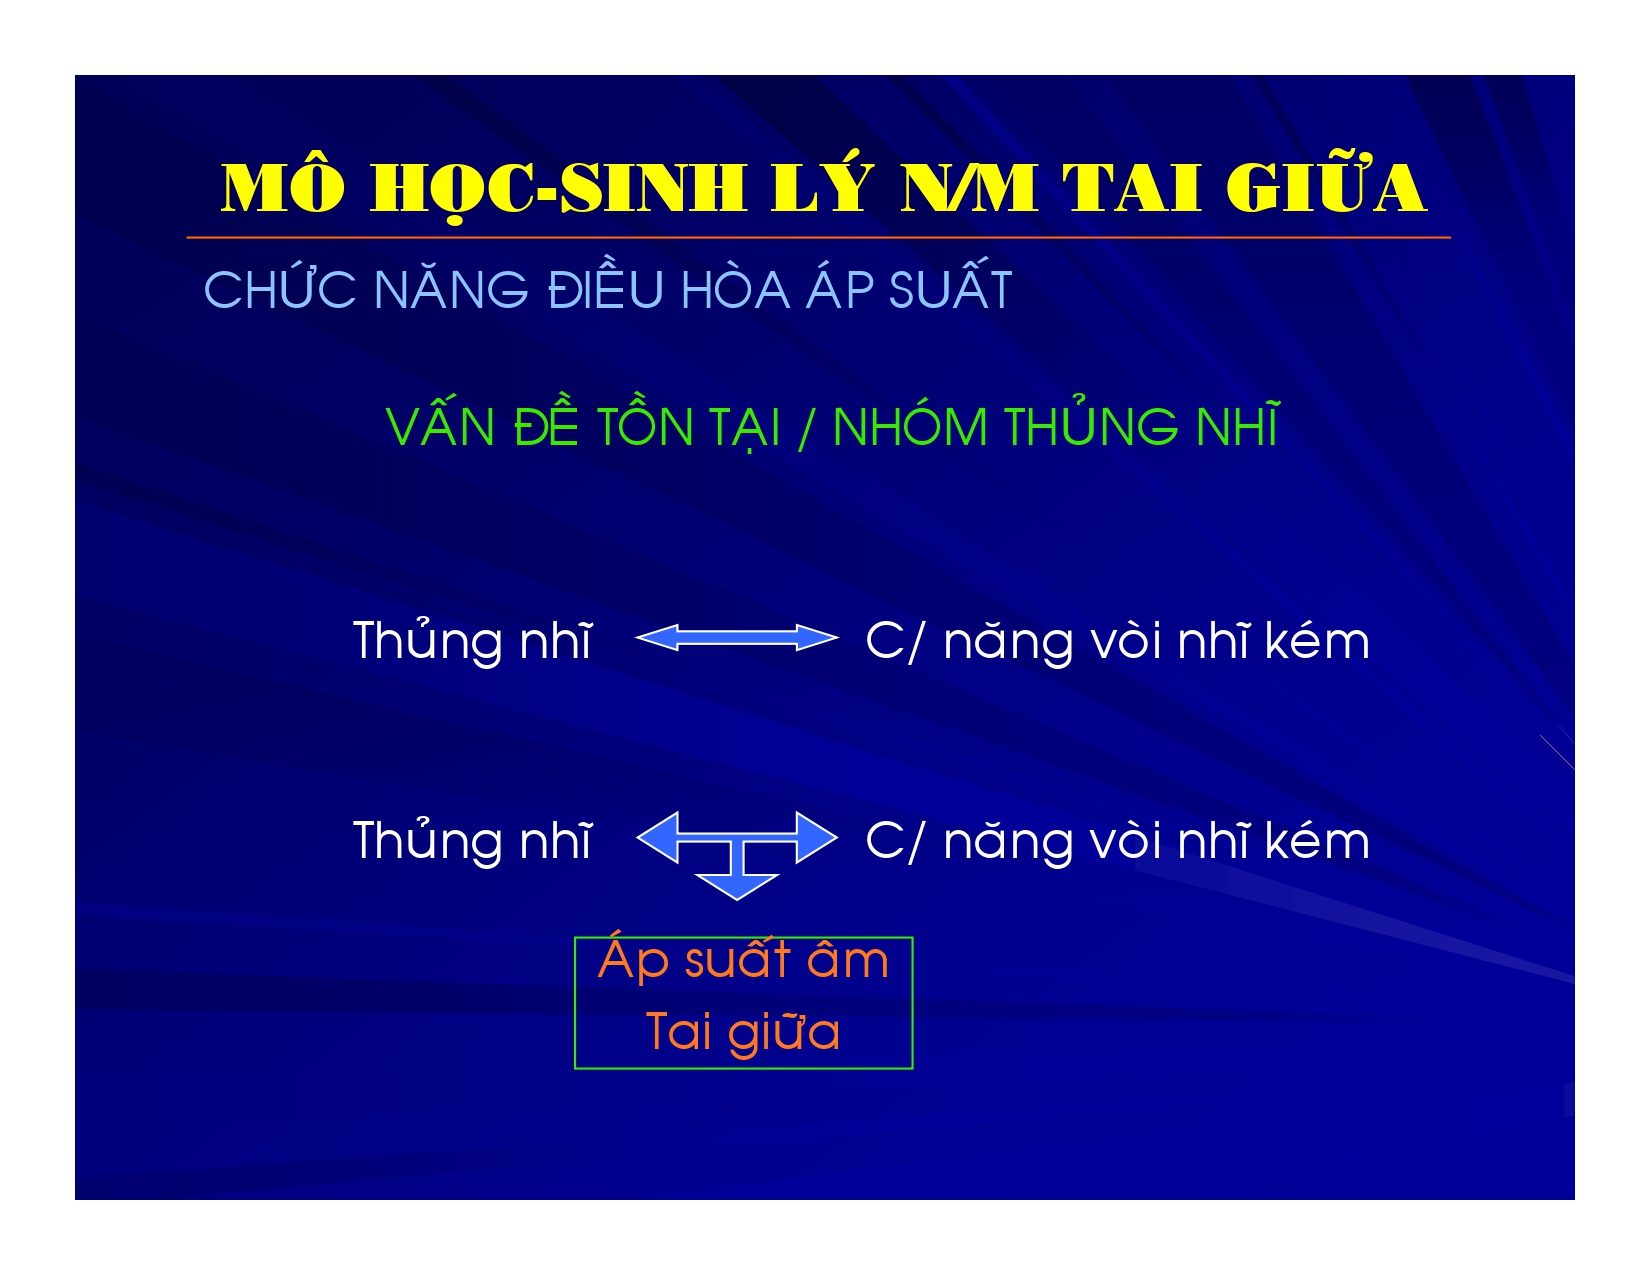 MÔ HỌC-SINH LÝ N/M TAI GIỮA
CHỨC NĂNG ĐIỀU HÒA ÁP SUẤT
VẤN ĐỀ TỒN TẠI / NHÓM THỦNG NHĨ
Thủng nhĩ C/ năng vòi nhĩ kém
Thủng nhĩ C/ năng vòi nhĩ kém
Áp suất âm
Tai giữa